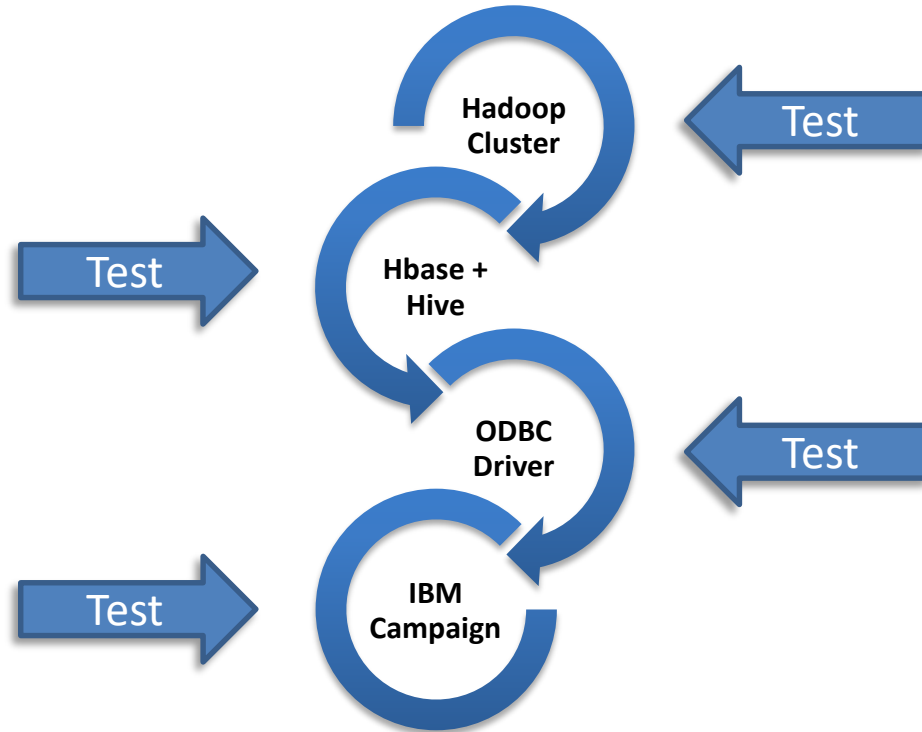 Hadoop
Cluster
Test
Test
Hbase +
Hive
ODBC
Driver
Test
Test
IBM
Campaign